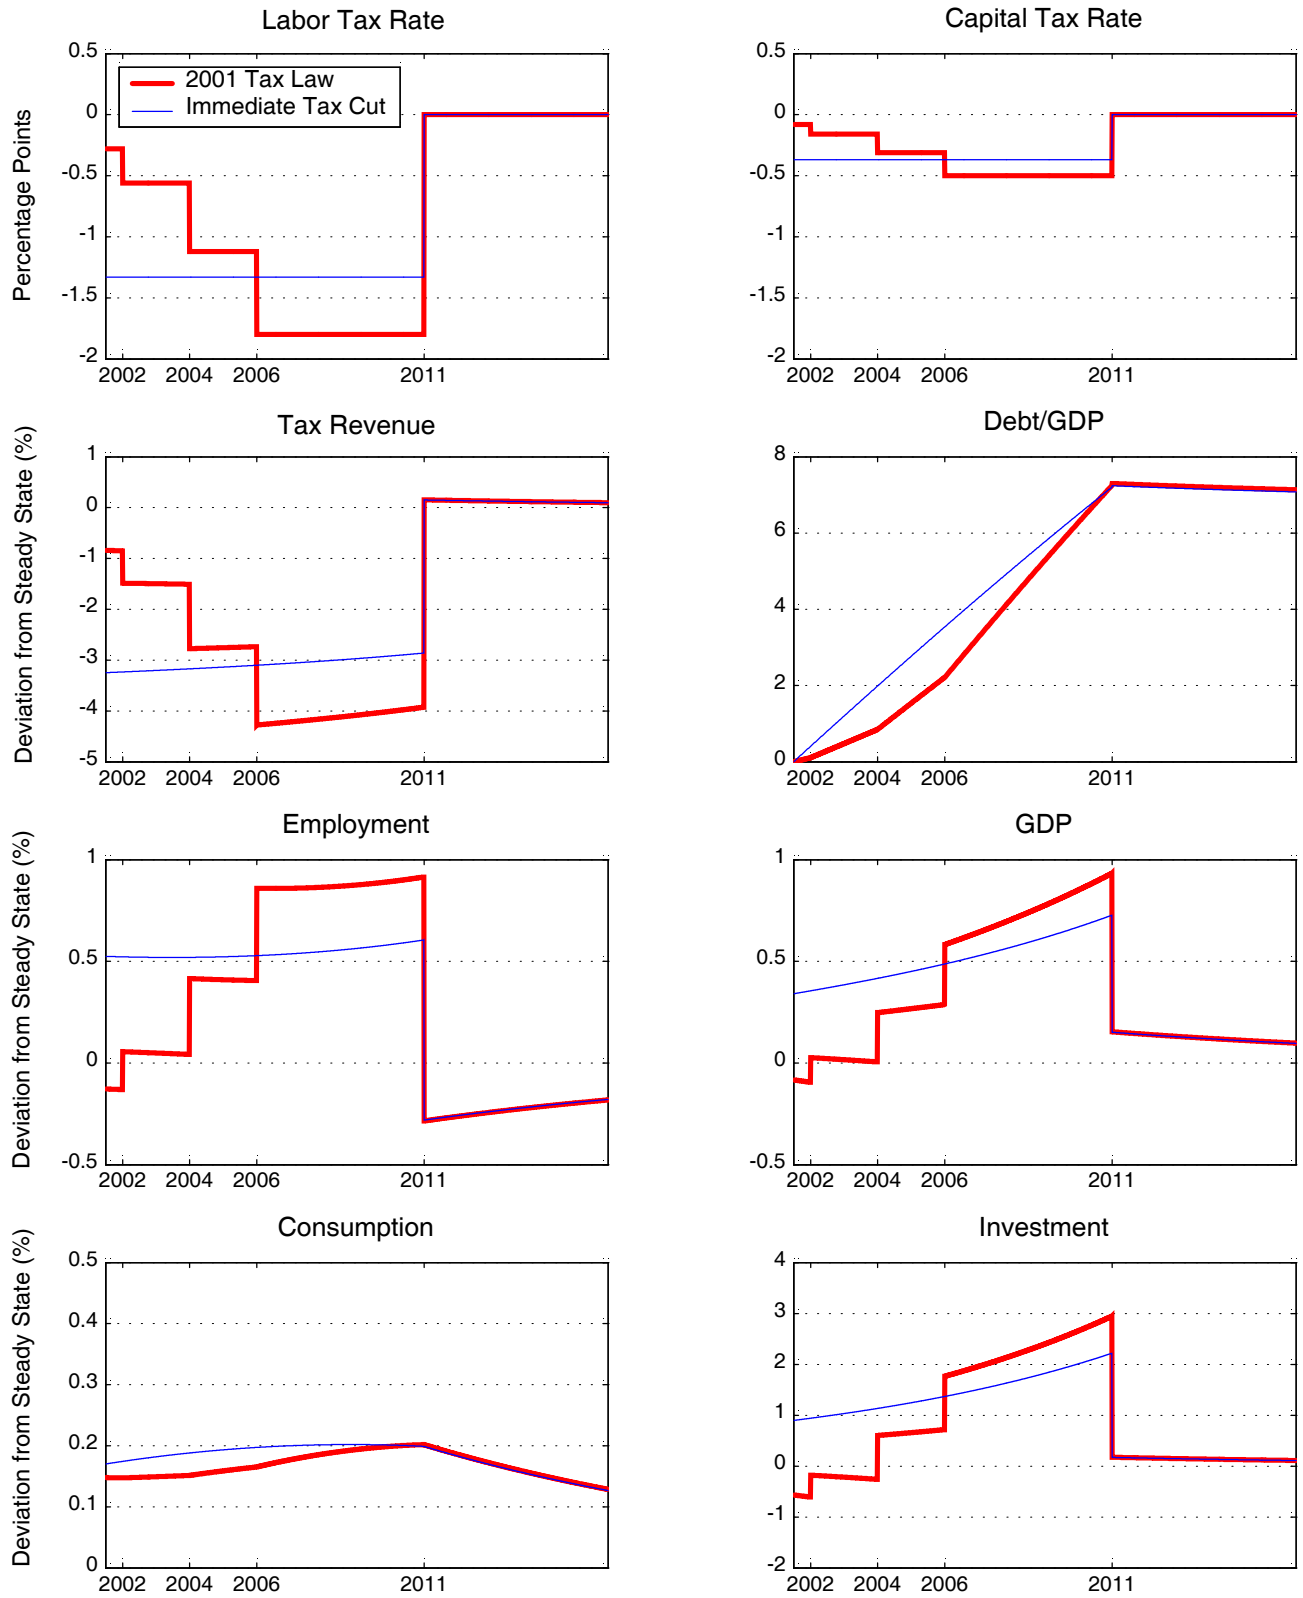 Labor Tax Rate
Percentage Points
0.5
0
-0.5
-1
-1.5
-2
2001 Tax Law
Immediate Tax Cut
2002 2004 2006 2011
Capital Tax Rate
0.5
0
-0.5
-1
-1.5
-2
2002 2004 2006 2011
Tax Revenue
Deviation from Steady State (%)
1
0
-1
-2
-3
-4
-5
2002 2004 2006 2011
Debt/GDP
8
6
4
2
0
2002 2004 2006 2011
Employment
Deviation from Steady State (%)
1
0.5
0
-0.5
2002 2004 2006 2011
GDP
1
0.5
0
-0.5
2002 2004 2006 2011
Consumption
Deviation from Steady State (%)
0.5
0.4
0.3
0.2
0.1
0
2002 2004 2006 2011
Investment
4
3
2
1
0
-1
-2
2002 2004 2006 2011